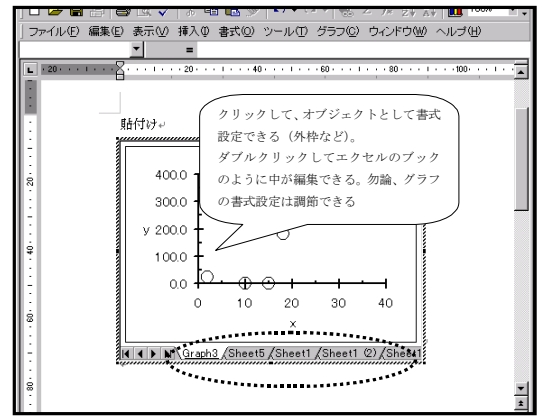 ファイル(F) 編集(E) 表示(V) 挿入(I) 書式(O) ツール(T) グラフ(C) ウィンドウ(W) ヘルプ(H)
=
20 20 40 60 80 100
貼付け
クリックして、オブジェクトとして書式
設定できる（外枠など）。
ダブルクリックしてエクセルのブック
のように中が編集できる。勿論、グラフ
の書式設定は調節できる
400.0
300.0
y 200.0
100.0
0.0
0 10 20 30 40
x
Graph3 Sheet5 Sheet1 Sheet1 (2) Sheet1
20
40
60
80